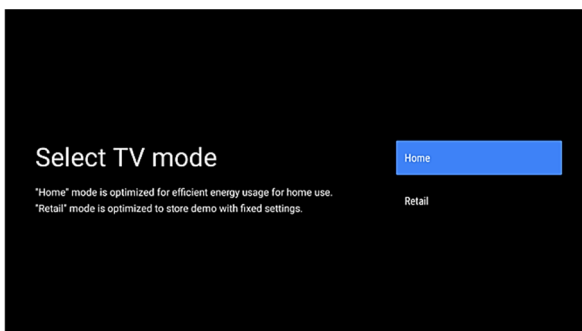 Select TV mode
"Home" mode is optimized for efficient energy usage for home use.
"Retail" mode is optimized to store demo with fixed settings.
Home
Retail